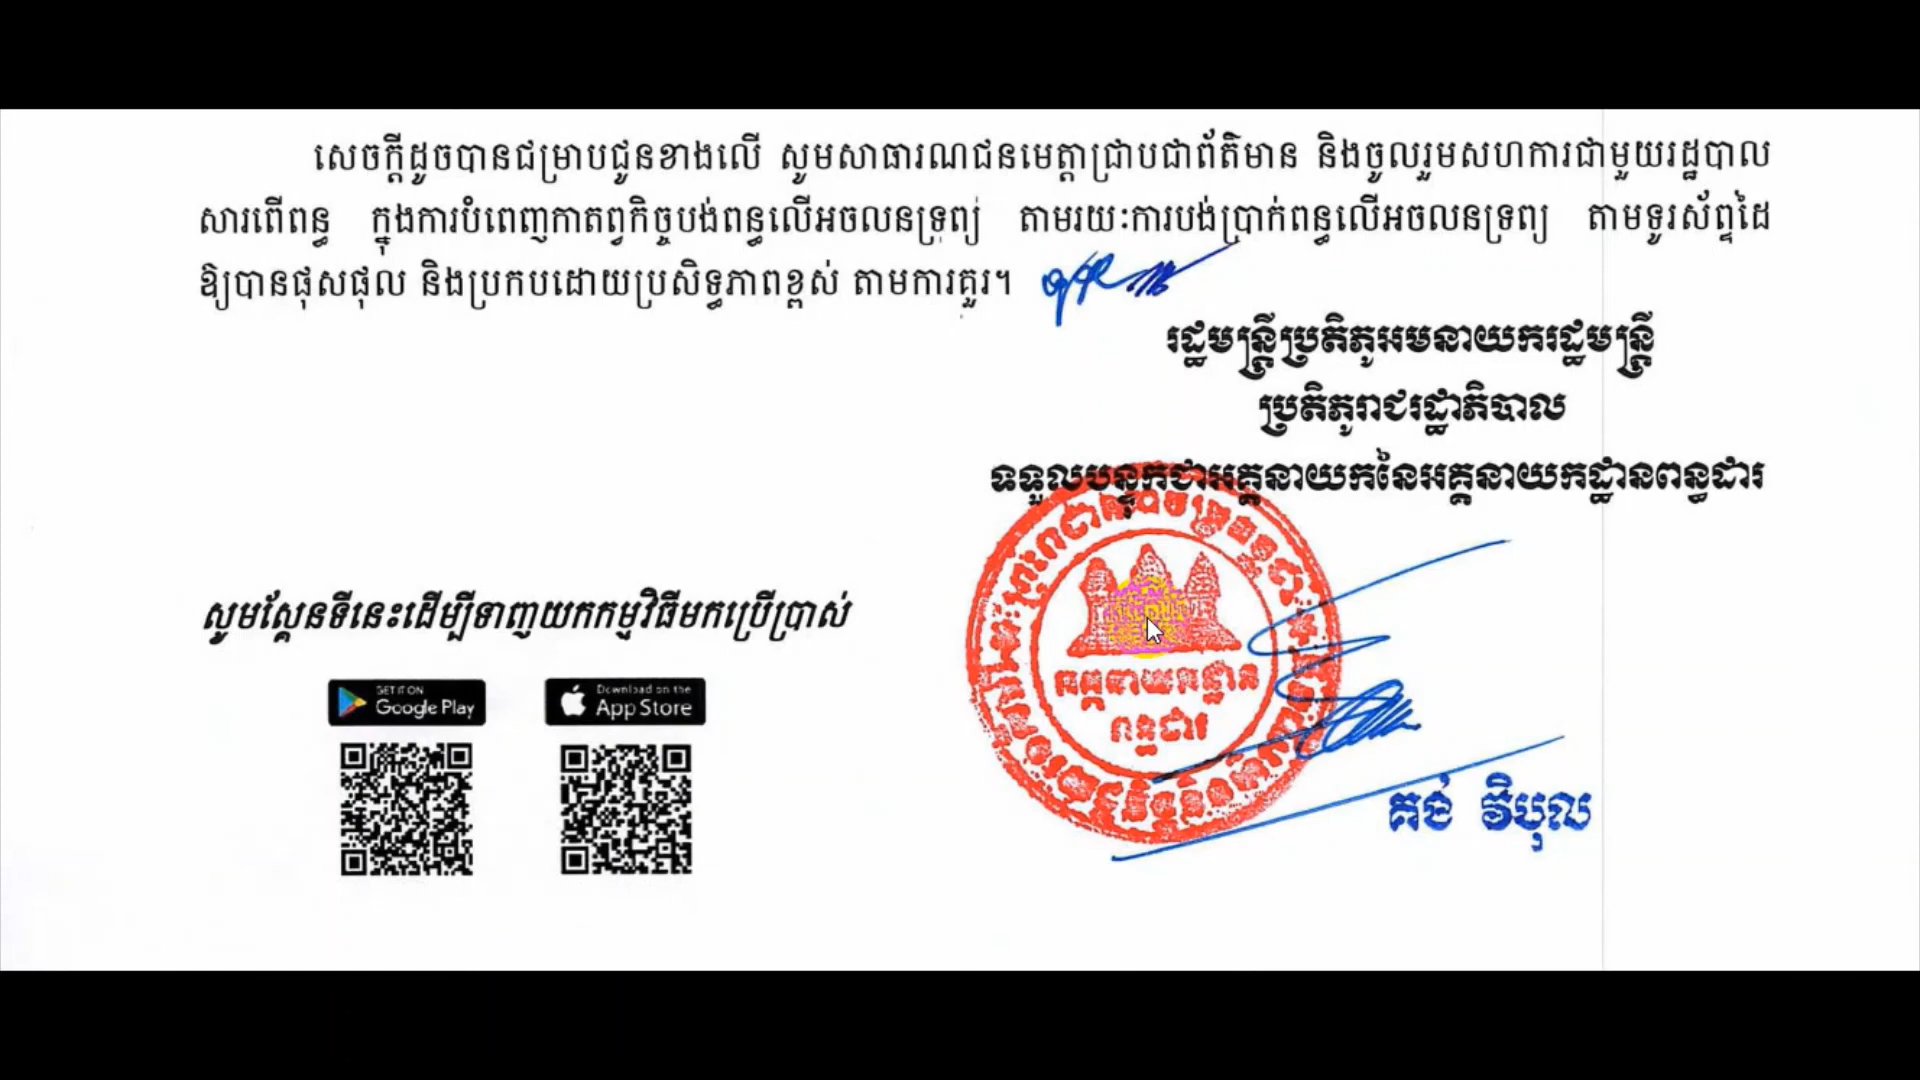 សេចក្ដីដូចបានជម្រាបជូនខាងលើ សូមសាធារណជនមេត្តាជ្រាបជាព័ត៌មាន និងចូលរួមសហការជាមួយរដ្ឋបាល
សារពើពន្ធ ក្នុងការបំពេញកាតព្វកិច្ចបង់ពន្ធលើអចលនទ្រព្យ តាមរយៈការបង់ប្រាក់ពន្ធលើអចលនទ្រព្យ តាមទូរស័ព្ទដៃ
ឱ្យបានផុសផុល និងប្រកបដោយប្រសិទ្ធភាពខ្ពស់ តាមការគួរ។
រដ្ឋមន្ត្រីប្រតិភូអមនាយករដ្ឋមន្ត្រី
ប្រតិភូរាជរដ្ឋាភិបាល
ទទួលបន្ទុកជាអគ្គនាយកនៃអគ្គនាយកដ្ឋានពន្ធដារ
សូមស្កែនទីនេះដើម្បីទាញយកកម្មវិធីមកប្រើប្រាស់
GET IT ON
Google Play
Download on the
App Store
អគ្គនាយកដ្ឋាន
ពន្ធដារ
គង់ វិបុល